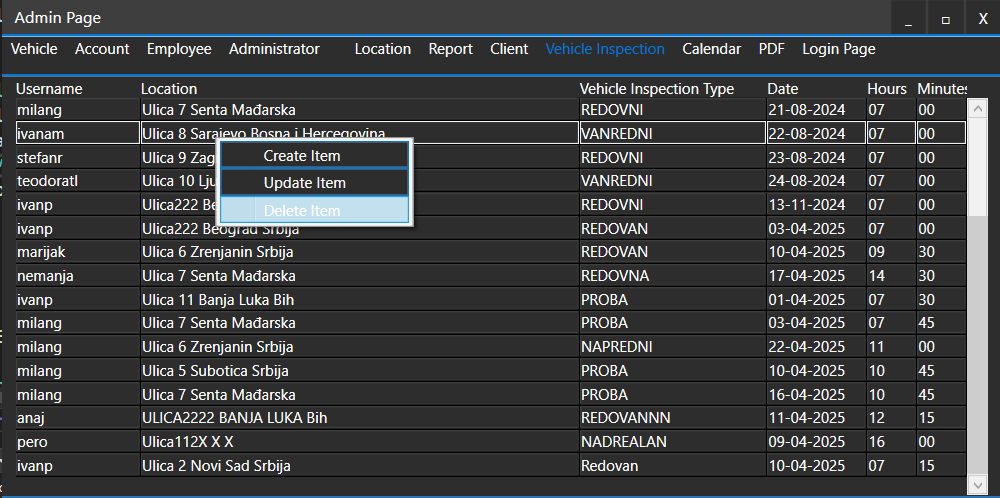 Admin Page
Vehicle Account Employee Administrator Location Report Client Vehicle Inspection Calendar PDF Login Page
Username Location Vehicle Inspection Type Date Hours Minutes
milang Ulica 7 Senta Mađarska REDOVNI 21-08-2024 07 00
ivanam Ulica 8 Sarajevo Bosna i Hercegovina VANREDNI 22-08-2024 07 00
Create Item
stefanr Ulica 9 Zag REDOVNI 23-08-2024 07 00
Update Item
teodoratl Ulica 10 Lju VANREDNI 24-08-2024 07 00
Delete Item
ivanp Ulica222 Be REDOVNI 13-11-2024 07 00
ivanp Ulica222 Beograd Srbija REDOVAN 03-04-2025 07 00
marijak Ulica 6 Zrenjanin Srbija REDOVAN 10-04-2025 09 30
nemanja Ulica 7 Senta Mađarska REDOVNA 17-04-2025 14 30
ivanp Ulica 11 Banja Luka Bih PROBA 01-04-2025 07 30
milang Ulica 7 Senta Mađarska PROBA 03-04-2025 07 45
milang Ulica 6 Zrenjanin Srbija NAPREDNI 22-04-2025 11 00
milang Ulica 5 Subotica Srbija PROBA 10-04-2025 10 45
milang Ulica 7 Senta Mađarska PROBA 16-04-2025 10 45
anaj ULICA2222 BANJA LUKA Bih REDOVANNN 11-04-2025 12 15
pero Ulica112X X X NADREALAN 09-04-2025 16 00
ivanp Ulica 2 Novi Sad Srbija Redovan 10-04-2025 07 15